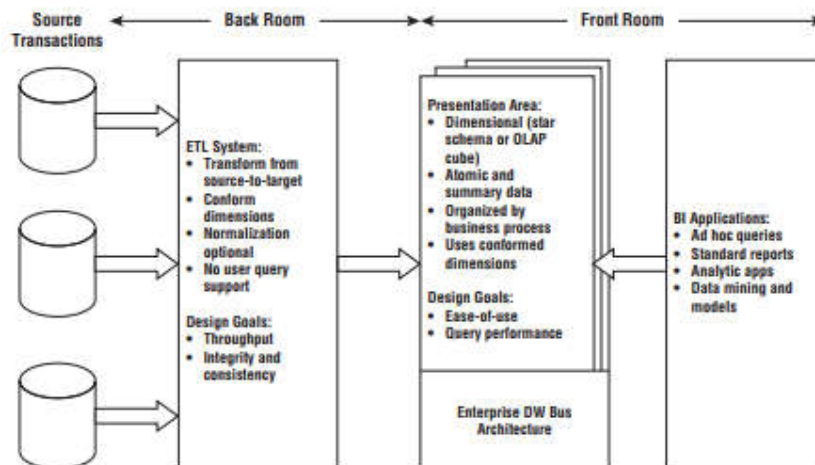 Source
Transactions
Back Room
Front Room
ETL System:
• Transform from
source-to-target
• Conform
dimensions
• Normalization
optional
• No user query
support
Design Goals:
• Throughput
• Integrity and
consistency
Presentation Area:
• Dimensional (star
schema or OLAP
cube)
• Atomic and
summary data
• Organized by
business process
• Uses conformed
dimensions
Design Goals:
• Ease-of-use
• Query performance
Enterprise DW Bus
Architecture
BI Applications:
• Ad hoc queries
• Standard reports
• Analytic apps
• Data mining and
models